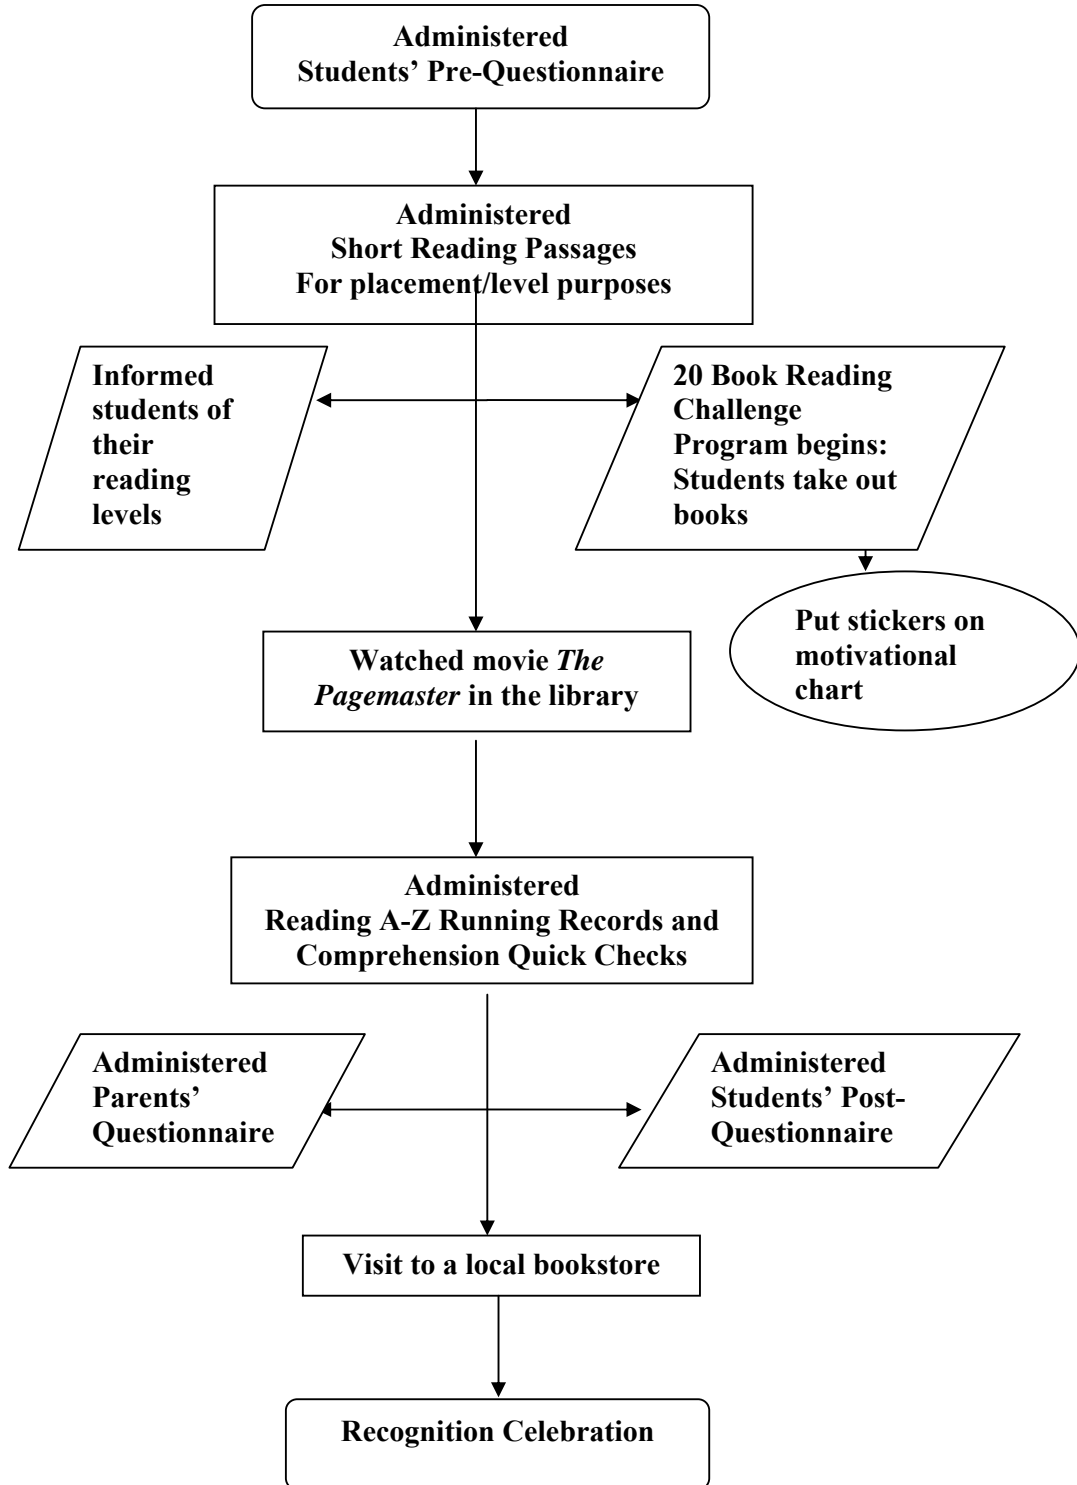 Administered
Students’ Pre-Questionnaire
Administered
Short Reading Passages
For placement/level purposes
Informed
students of
their
reading
levels
20 Book Reading
Challenge
Program begins:
Students take out
books
Put stickers on
motivational
chart
Watched movie The
Pagemaster in the library
Administered
Reading A-Z Running Records and
Comprehension Quick Checks
Administered
Parents’
Questionnaire
Administered
Students’ Post-
Questionnaire
Visit to a local bookstore
Recognition Celebration